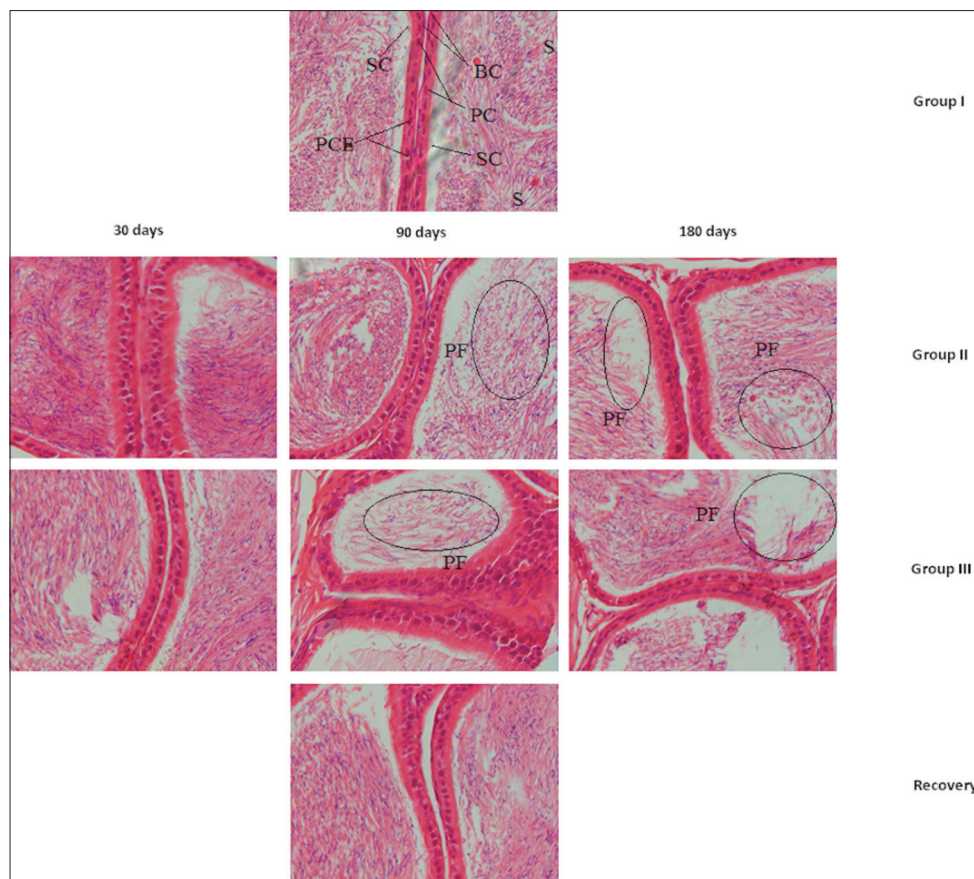 SC
S
BC
Group I
PC
PCE
SC
S
30 days
90 days
180 days
PF
PF
Group II
PF
PF
Group III
PF
Recovery